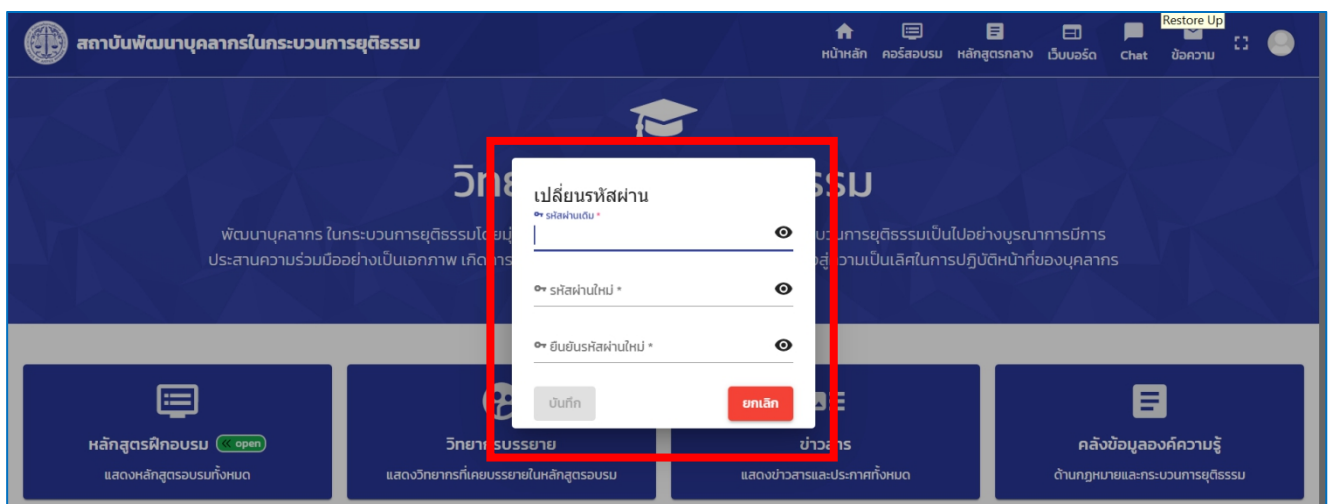 Restore Up
สถาบันพัฒนาบุคลากรในกระบวนการยุติธรรม
หน้าหลัก คอร์สอบรม หลักสูตรกลาง เว็บบอร์ด Chat ข้อความ
วิทย
รรม
พัฒนาบุคลากร ในกระบวนการยุติธรรมโดยมุ่
บวนการยุติธรรมเป็นไปอย่างบูรณาการมีการ
ประสานความร่วมมืออย่างเป็นเอกภาพ เกิดการ
สู่ความเป็นเลิศในการปฏิบัติหน้าที่ของบุคลากร
เปลี่ยนรหัสผ่าน
รหัสผ่านเดิม *
รหัสผ่านใหม่ *
ยืนยันรหัสผ่านใหม่ *
บันทึก ยกเลิก
หลักสูตรฝึกอบรม << open
แสดงหลักสูตรอบรมทั้งหมด
วิทยากรบรรยาย
แสดงวิทยากรที่เคยบรรยายในหลักสูตรอบรม
ข่าวสาร
แสดงข่าวสารและประกาศทั้งหมด
คลังข้อมูลองค์ความรู้
ด้านกฎหมายและกระบวนการยุติธรรม